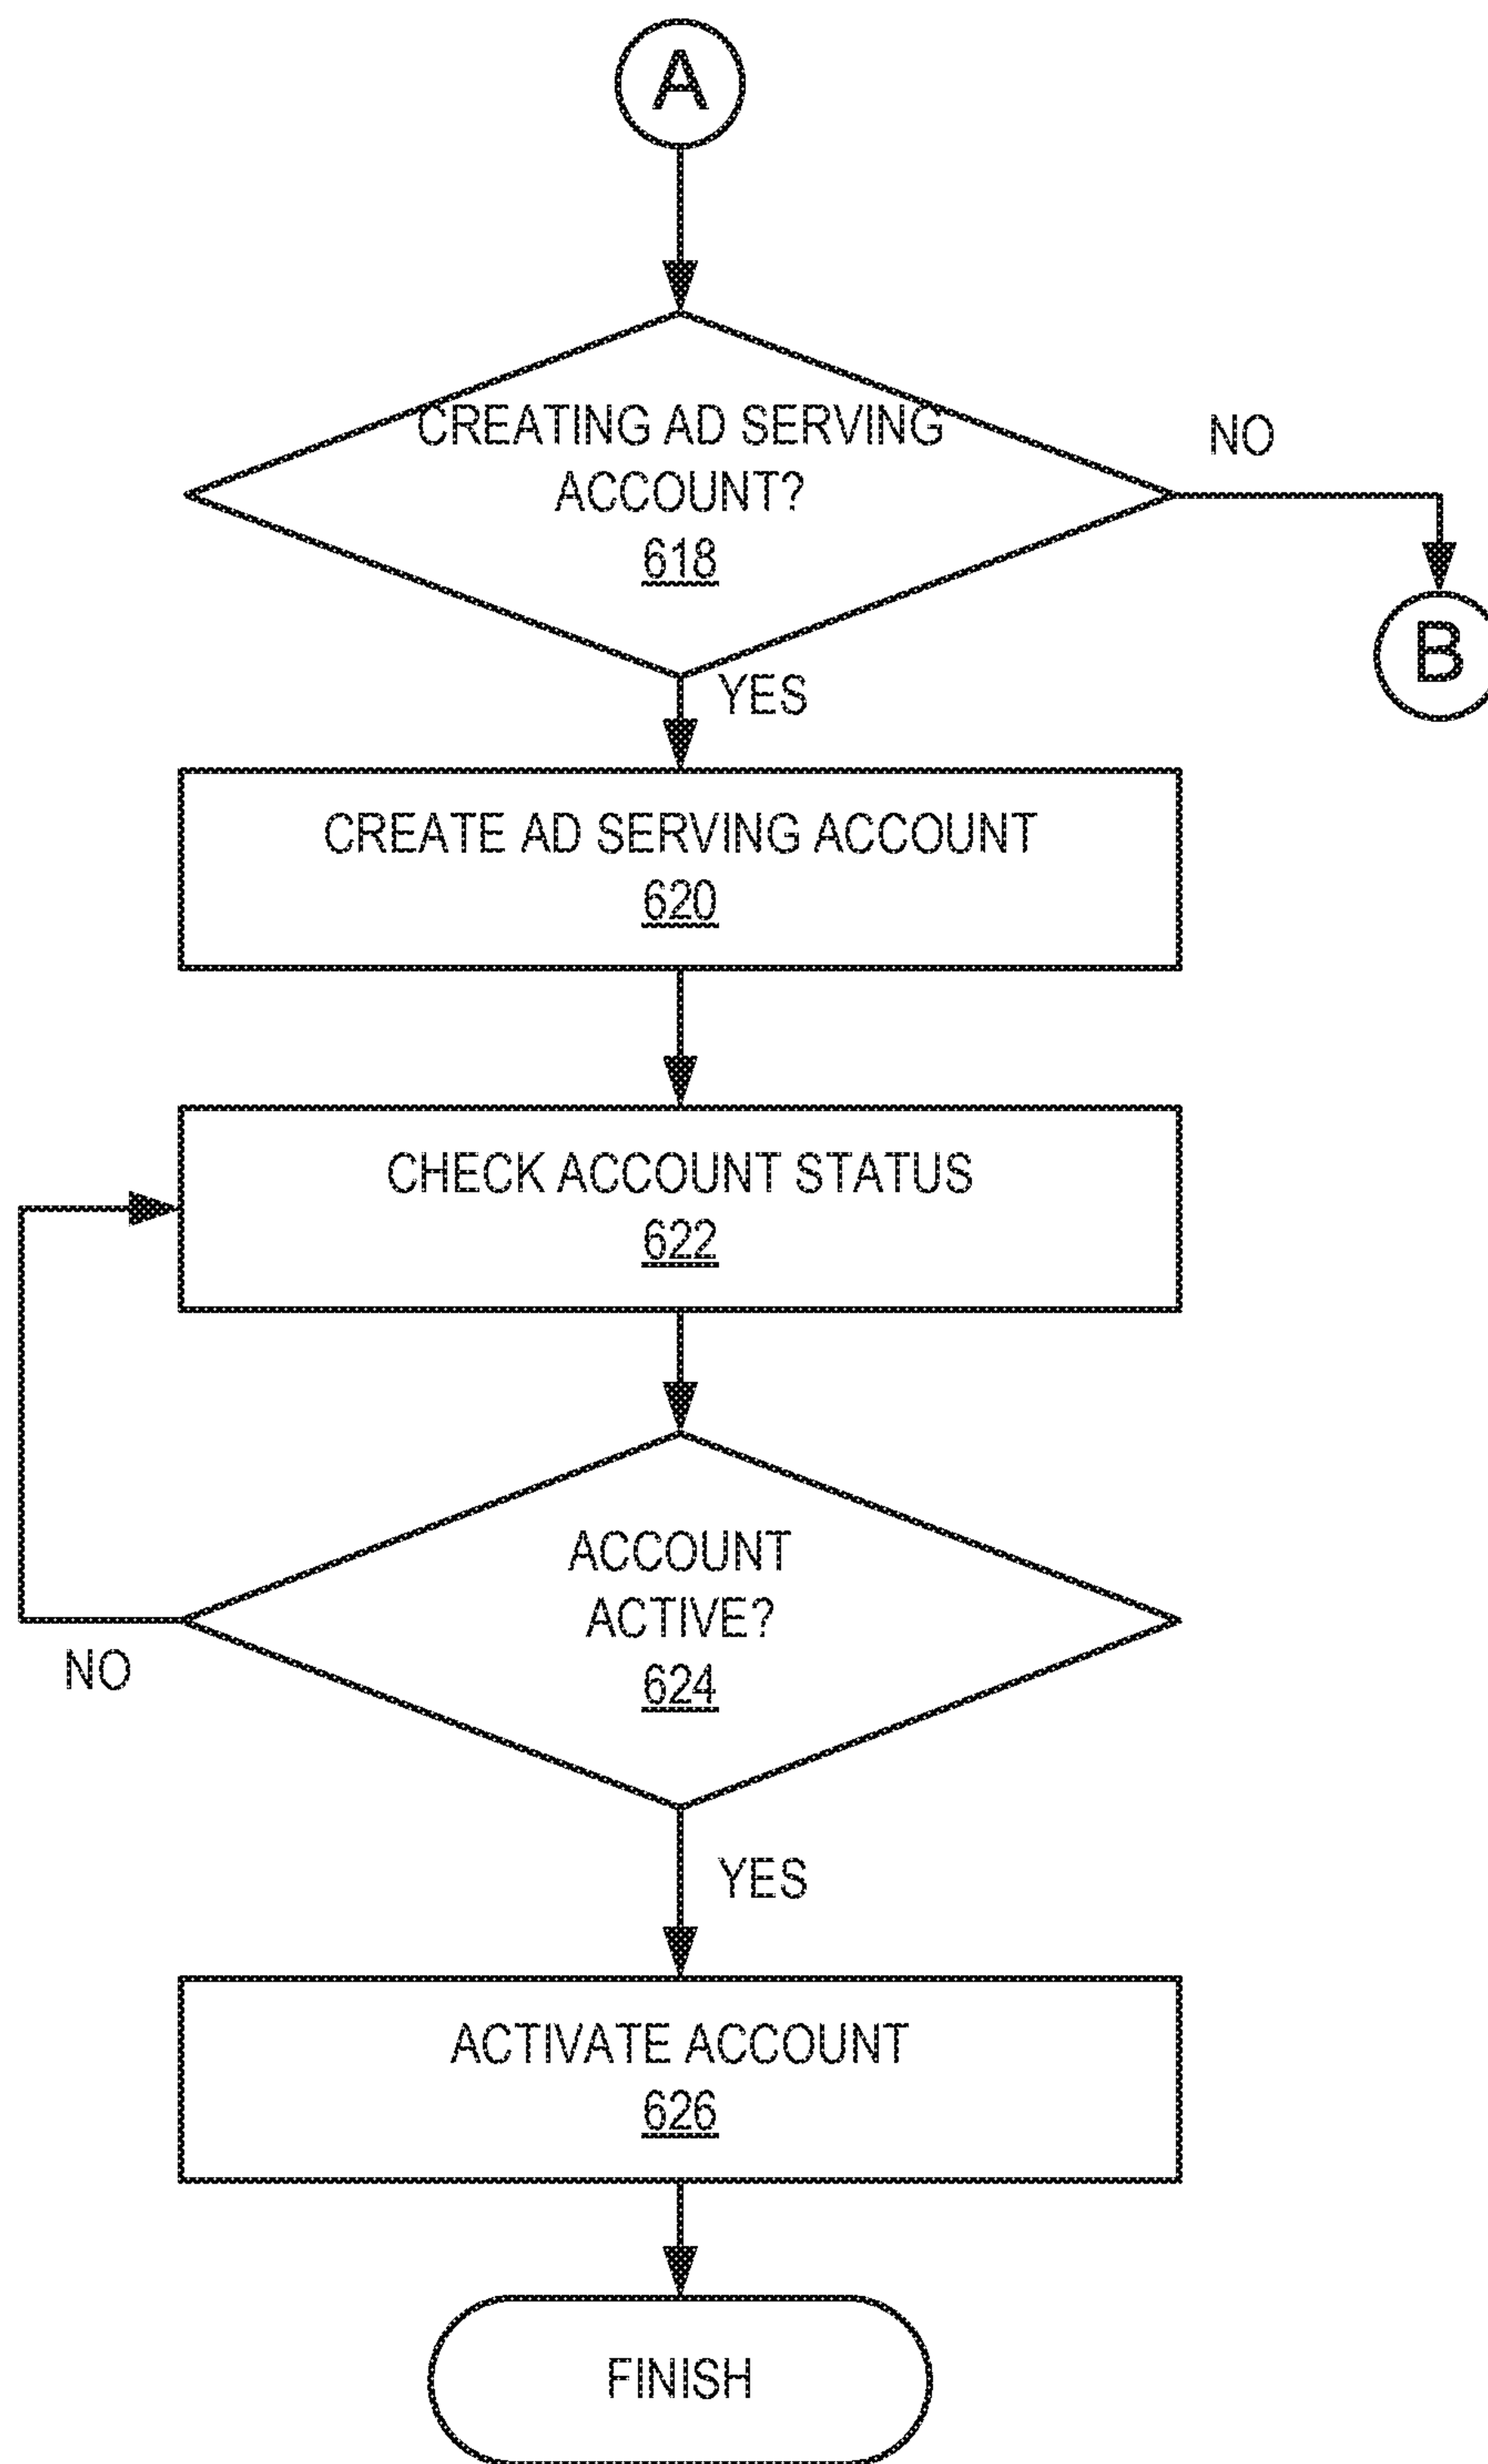 A
CREATING AD SERVING
ACCOUNT?
618
NO
B
YES
CREATE AD SERVING ACCOUNT
620
CHECK ACCOUNT STATUS
622
ACCOUNT
ACTIVE?
624
NO
YES
ACTIVATE ACCOUNT
626
FINISH